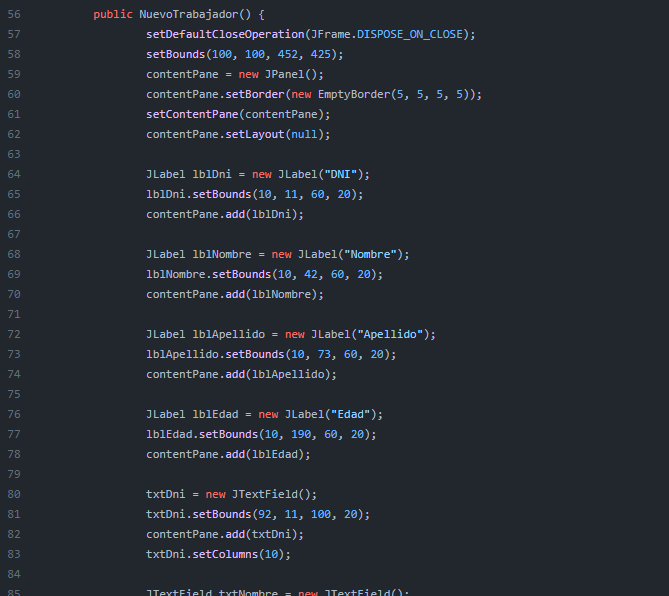 56 public NuevoTrabajador() {
57 setDefaultCloseOperation(JFrame.DISPOSE_ON_CLOSE);
58 setBounds(100, 100, 452, 425);
59 contentPane = new JPanel();
60 contentPane.setBorder(new EmptyBorder(5, 5, 5, 5));
61 setContentPane(contentPane);
62 contentPane.setLayout(null);
63
64 JLabel lblDni = new JLabel("DNI");
65 lblDni.setBounds(10, 11, 60, 20);
66 contentPane.add(lblDni);
67
68 JLabel lblNombre = new JLabel("Nombre");
69 lblNombre.setBounds(10, 42, 60, 20);
70 contentPane.add(lblNombre);
71
72 JLabel lblApellido = new JLabel("Apellido");
73 lblApellido.setBounds(10, 73, 60, 20);
74 contentPane.add(lblApellido);
75
76 JLabel lblEdad = new JLabel("Edad");
77 lblEdad.setBounds(10, 190, 60, 20);
78 contentPane.add(lblEdad);
79
80 txtDni = new JTextField();
81 txtDni.setBounds(92, 11, 100, 20);
82 contentPane.add(txtDni);
83 txtDni.setColumns(10);
84
85 JTextField txtNombre = new JTextField();